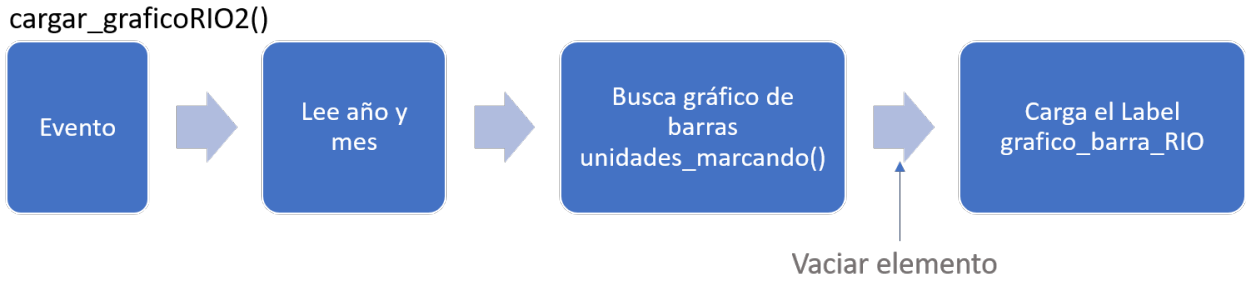 cargar_graficoRIO2()
Evento
Lee año y
mes
Busca gráfico de
barras
unidades_marcando()
Carga el Label
grafico_barra_RIO
Vaciar elemento